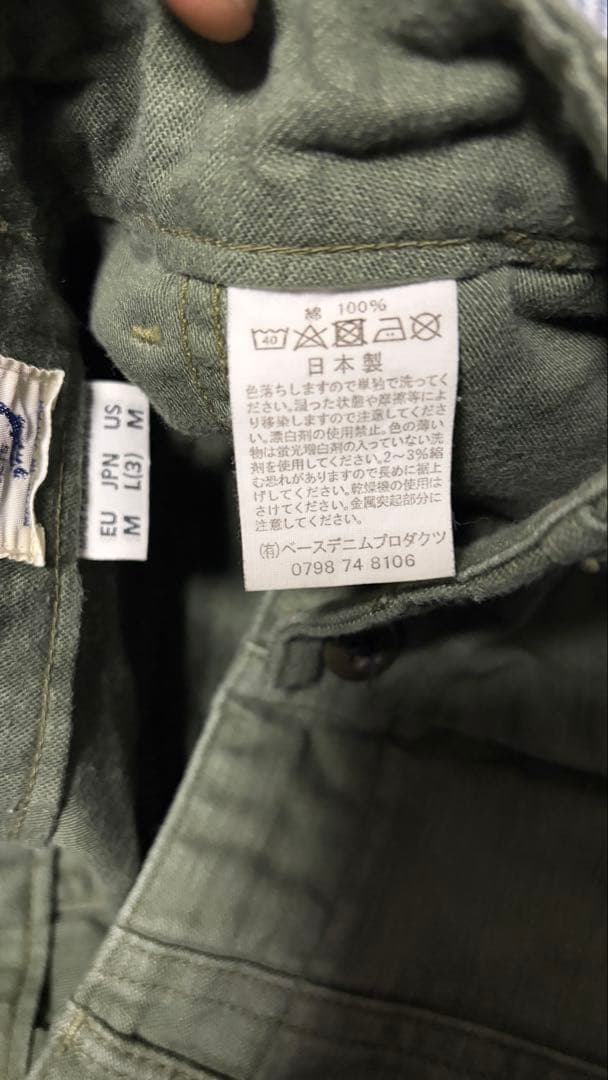 綿 100%
40
日本製
色落ちしますので単独で洗ってく
ださい。湿った状態や摩擦等によ
り移染しますので注意してくださ
い。漂白剤の使用禁止。色の薄い
物は蛍光増白剤の入っていない洗
剤を使用してください。2～3%縮
む恐れがありますので長めに裾上
げしてください。乾燥機の使用は
さけてください。金属突起部分に
注意してください。
(有)ベースデニムプロダクツ
0798 74 8106
EU JPN US
M L(3) M